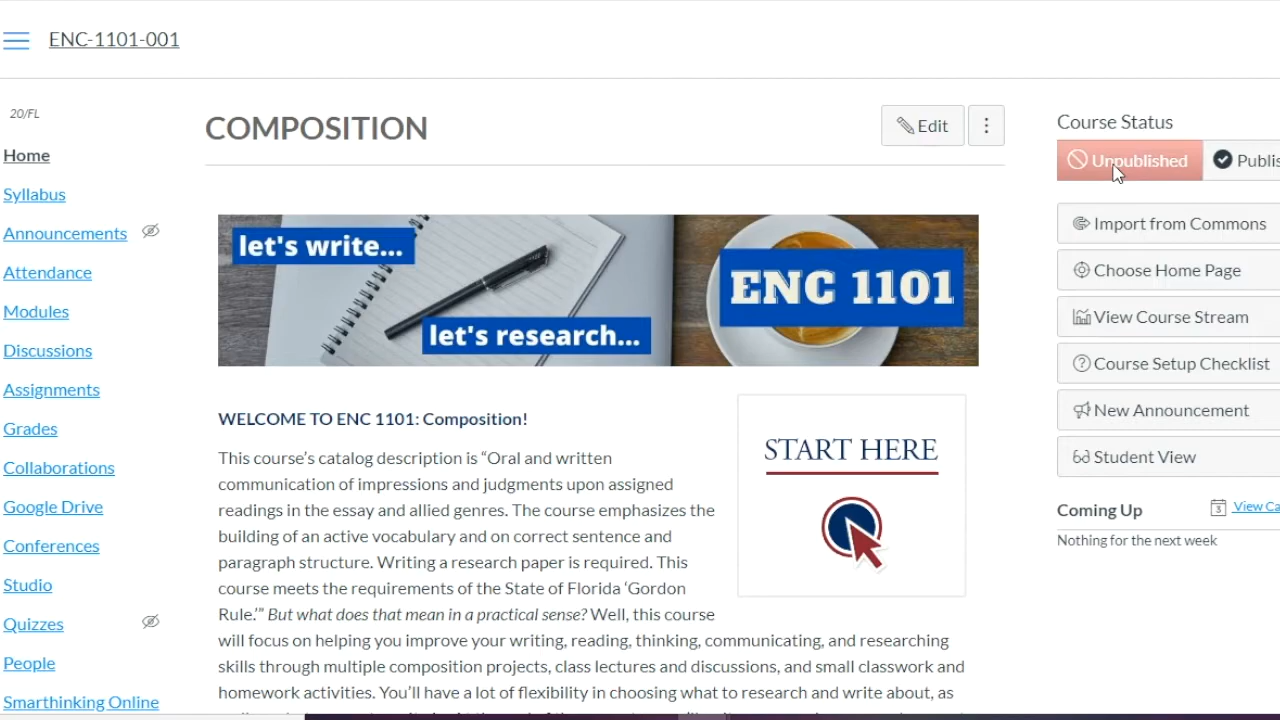 ENC-1101-001
20/FL
Home
Syllabus
Announcements
Attendance
Modules
Discussions
Assignments
Grades
Collaborations
Google Drive
Conferences
Studio
Quizzes
People
Smarthinking Online
COMPOSITION
Edit
let's write...
let's research...
ENC 1101
WELCOME TO ENC 1101: Composition!
This course’s catalog description is “Oral and written
communication of impressions and judgments upon assigned
readings in the essay and allied genres. The course emphasizes the
building of an active vocabulary and on correct sentence and
paragraph structure. Writing a research paper is required. This
course meets the requirements of the State of Florida ‘Gordon
Rule.’” But what does that mean in a practical sense? Well, this course
will focus on helping you improve your writing, reading, thinking, communicating, and researching
skills through multiple composition projects, class lectures and discussions, and small classwork and
homework activities. You’ll have a lot of flexibility in choosing what to research and write about, as
START HERE
Course Status
Unpublished
Publis
Import from Commons
Choose Home Page
View Course Stream
Course Setup Checklist
New Announcement
Student View
Coming Up
3
View Ca
Nothing for the next week